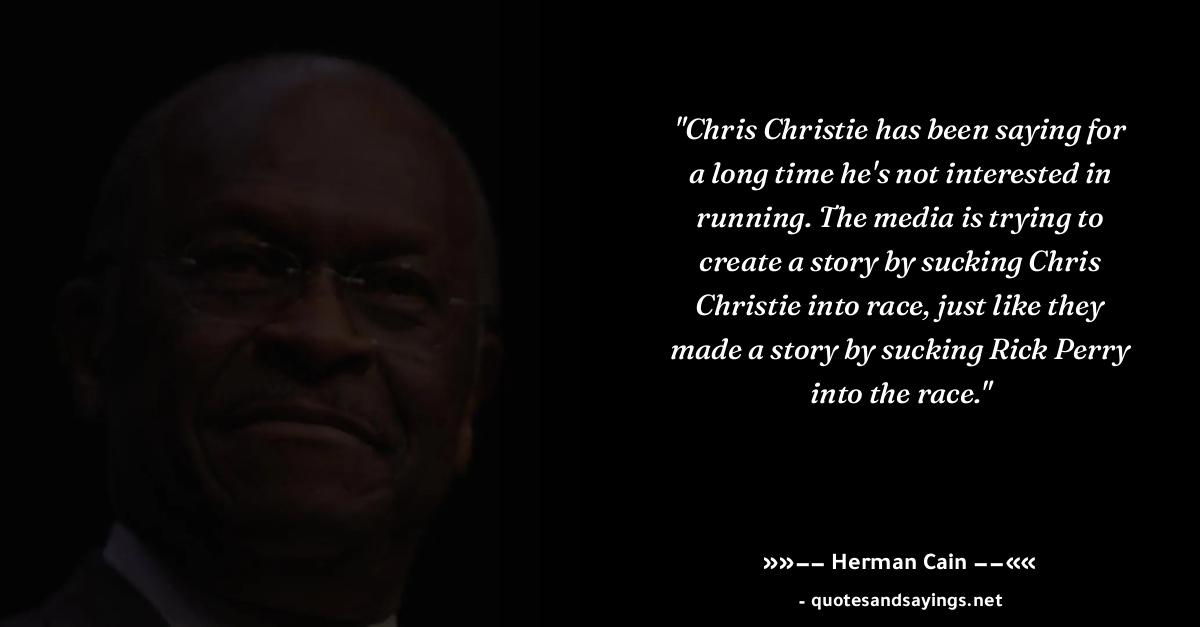 "Chris Christie has been saying for
a long time he's not interested in
running. The media is trying to
create a story by sucking Chris
Christie into race, just like they
made a story by sucking Rick Perry
into the race."
»»–– Herman Cain ––««
- quotesandsayings.net